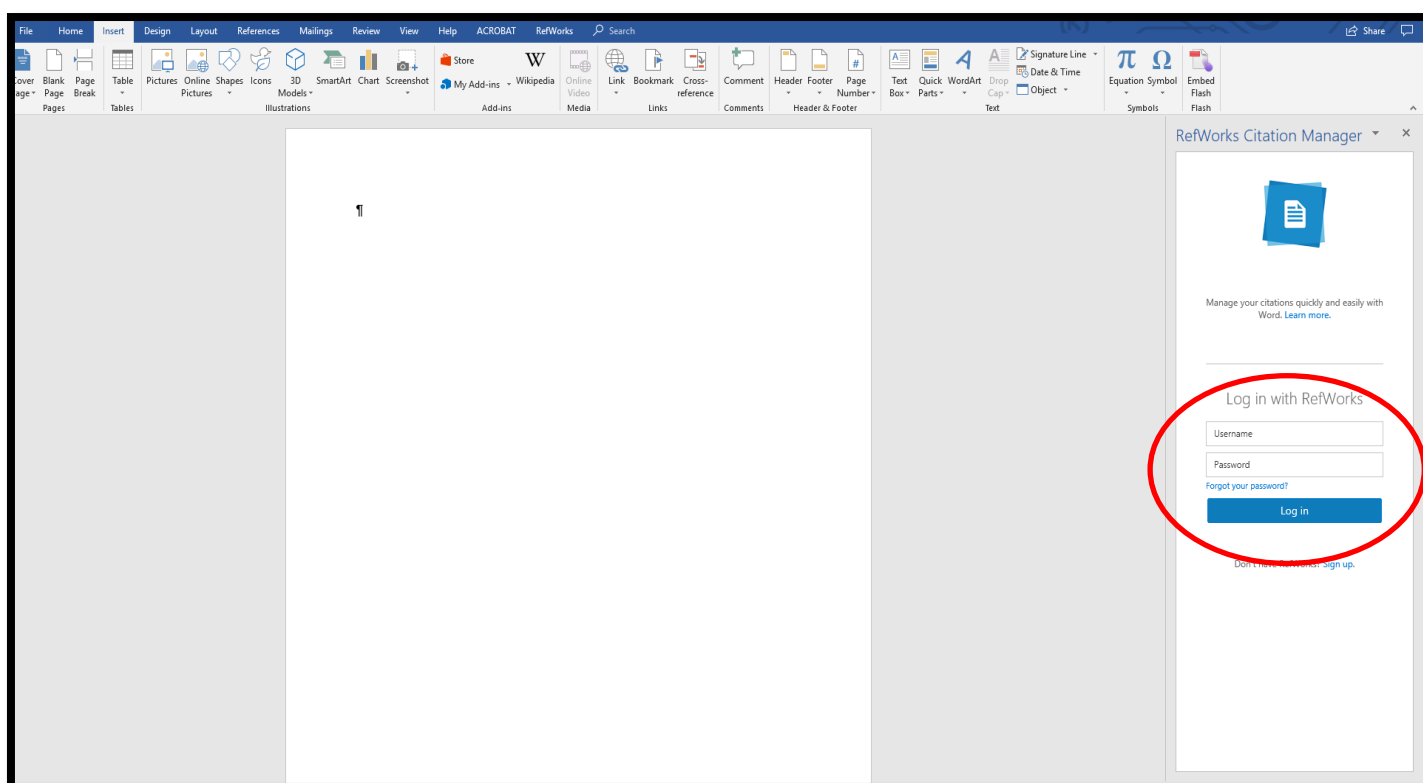 File Home Insert Design Layout References Mailings Review View Help ACROBAT RefWorks Search Share
Cover Page
Blank Page
Page Break
Pages
Table
Tables
Pictures
Online Pictures
Shapes
Icons
3D Models
SmartArt
Chart
Screenshot
Illustrations
Store
My Add-ins
W
Wikipedia
Add-ins
Online Video
Media
Link
Bookmark
Cross-reference
Links
Comment
Comments
Header
Footer
#
Page Number
Header & Footer
A
Text Box
Quick Parts
A
WordArt
A
Drop Cap
Signature Line
Date & Time
Object
Text
π
Equation
Ω
Symbol
Symbols
Embed Flash
Flash
RefWorks Citation Manager
¶
Manage your citations quickly and easily with
Word. Learn more.
Log in with RefWorks
Username
Password
Forgot your password?
Log in
Don't have RefWorks? Sign up.